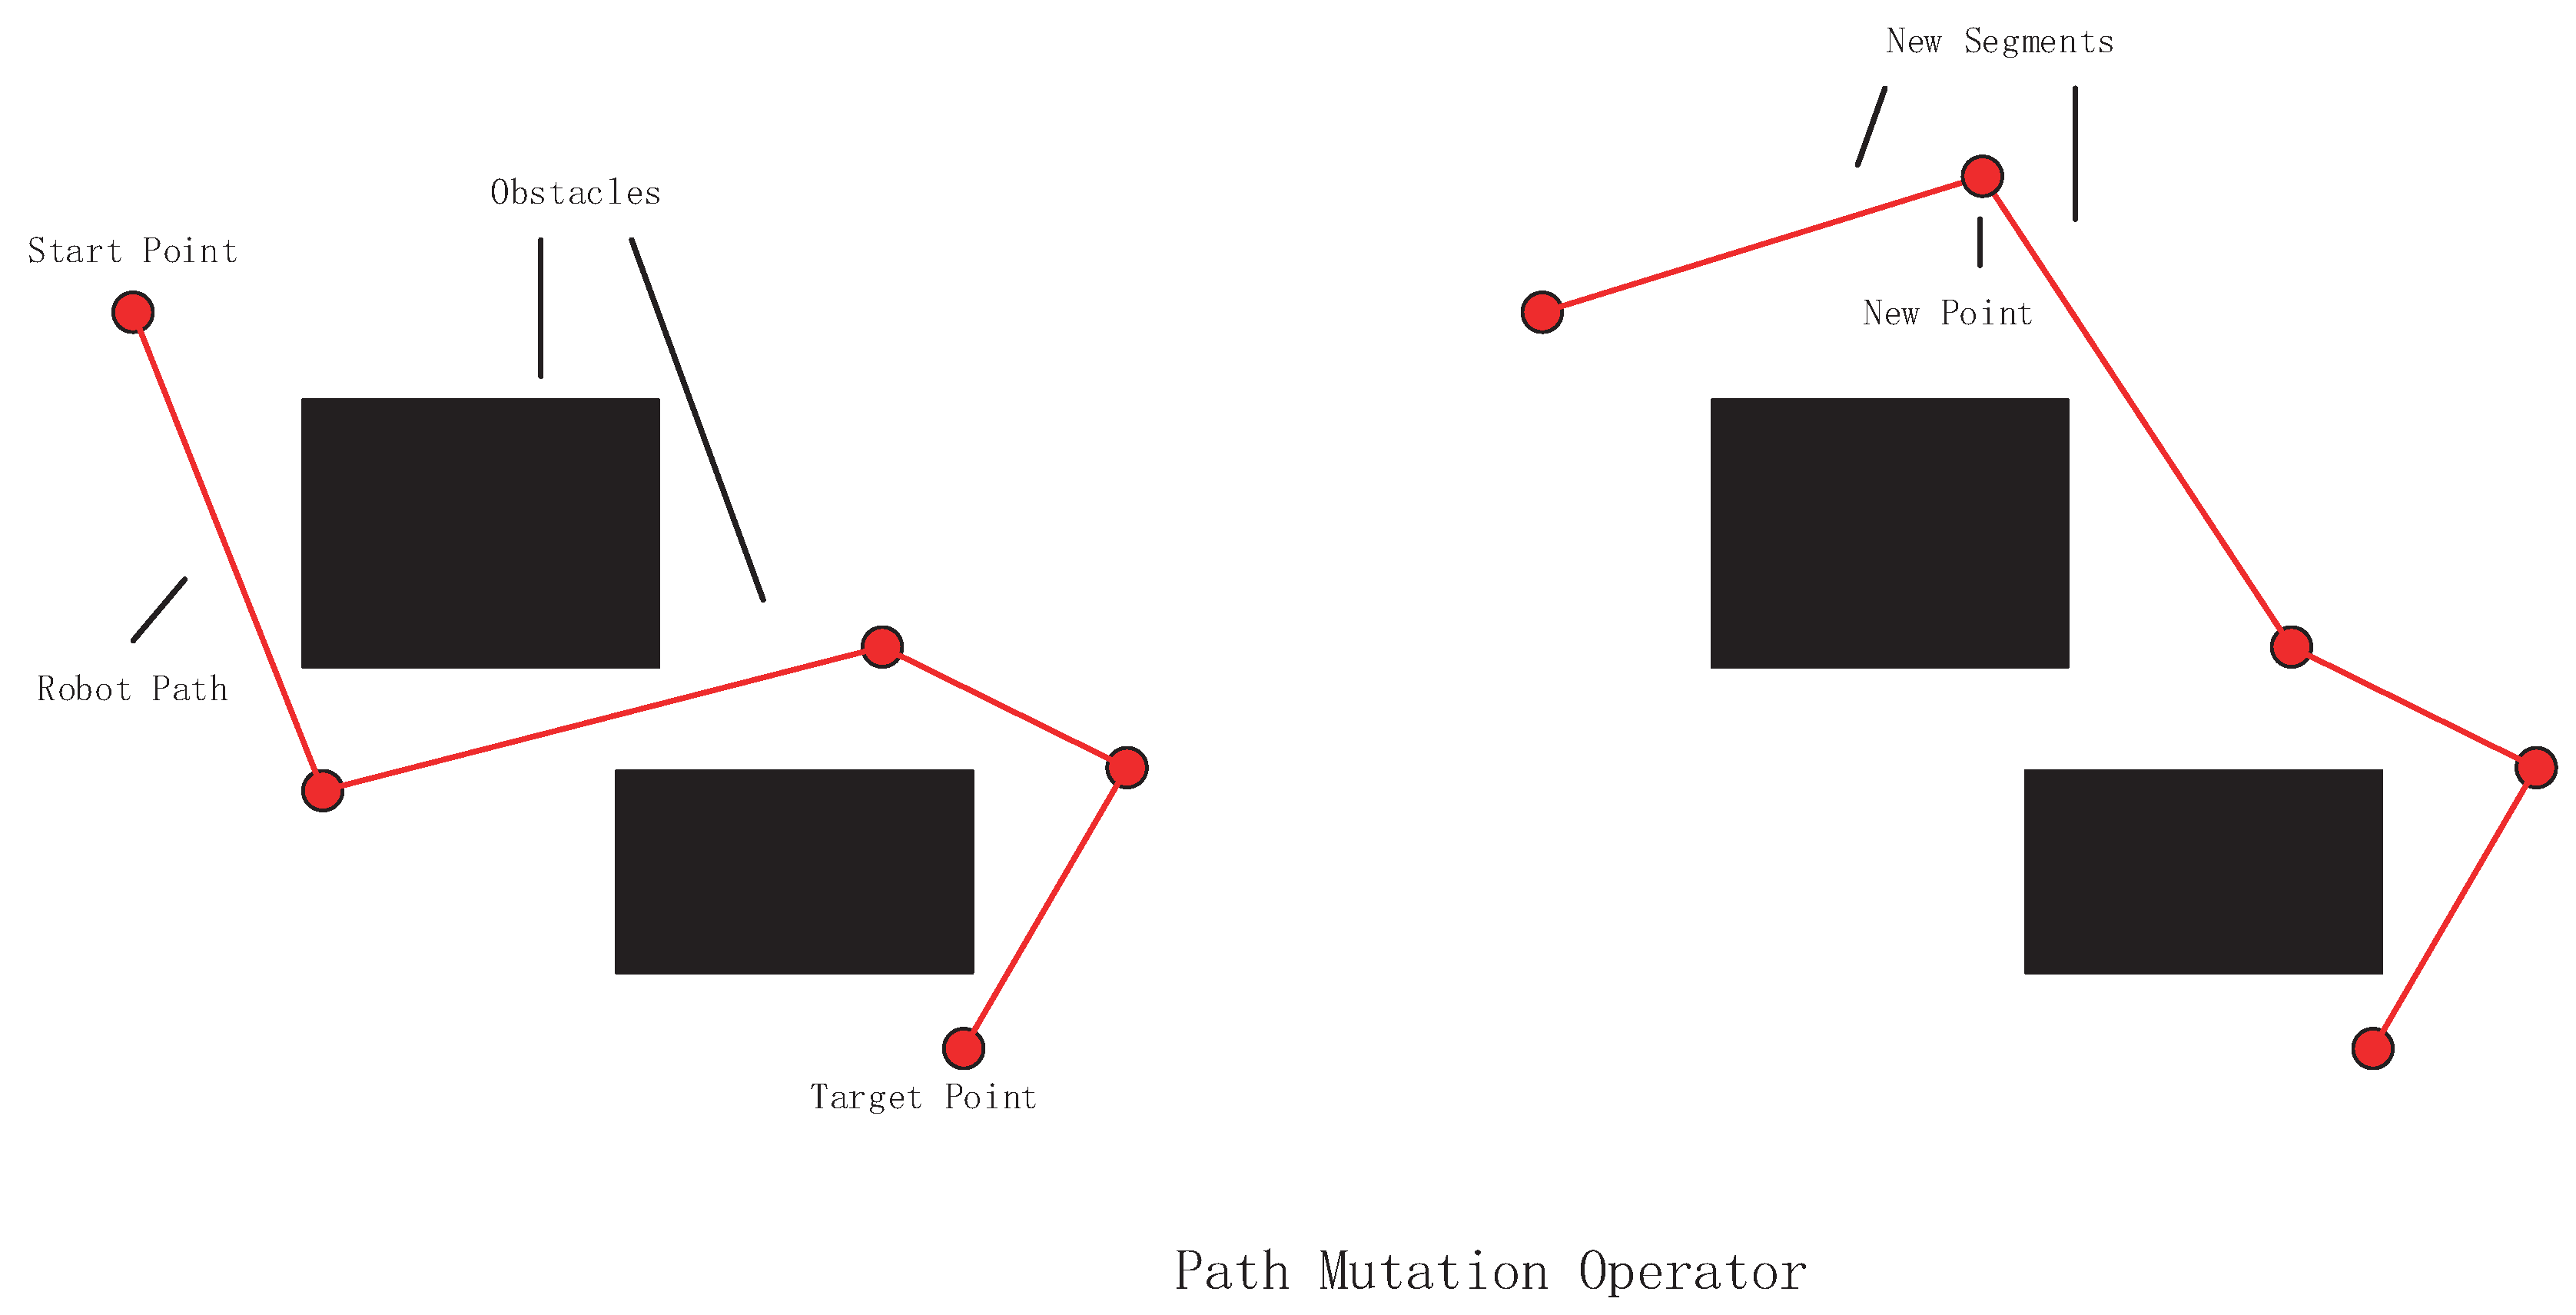 New Segments
Obstacles
Start Point
New Point
Robot Path
Target Point
Path Mutation Operator